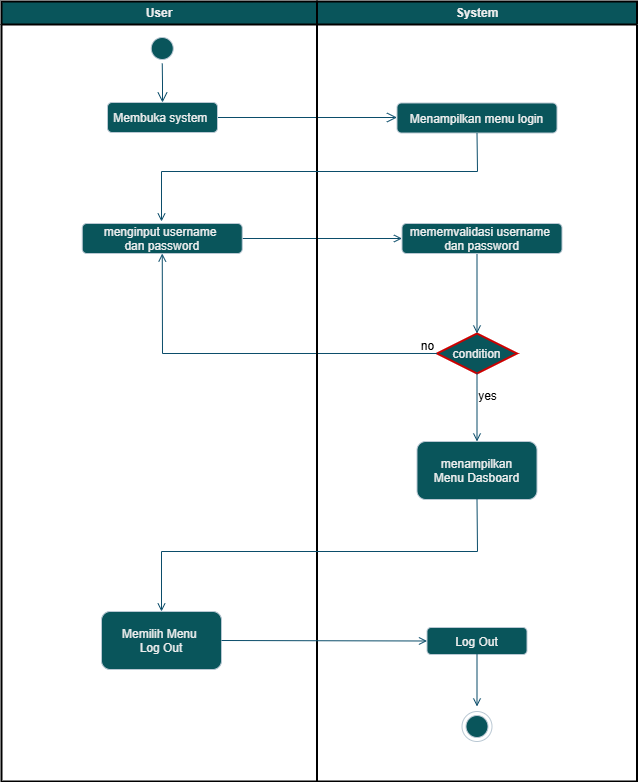 User
System
Membuka system
Menampilkan menu login
menginput username
dan password
mememvalidasi username
dan password
no
condition
yes
menampilkan
Menu Dasboard
Memilih Menu
Log Out
Log Out